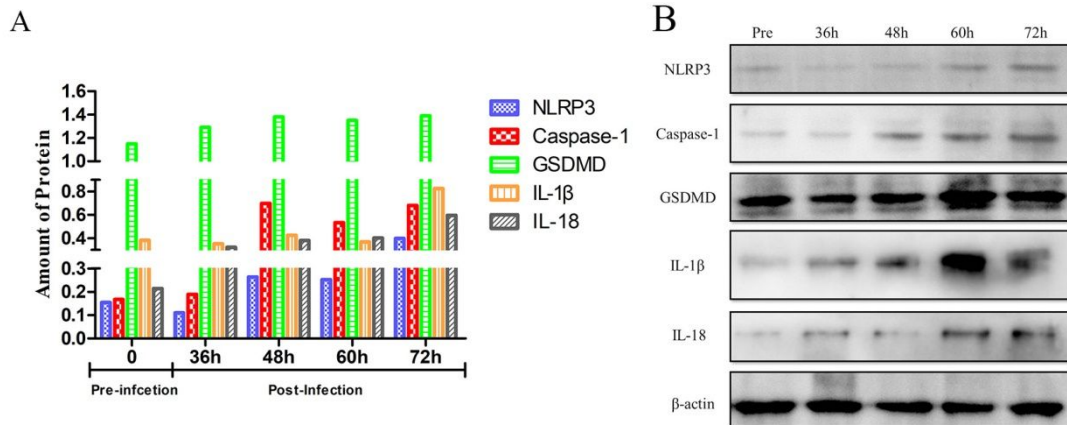 A
1.6
1.4
1.2
1.0
0.8
0.6
0.4
0.3
0.2
0.1
0.0
Amount of Protein
0 36h 48h 60h 72h
Pre-infcetion Post-Infection
NLRP3
Caspase-1
GSDMD
IL-1β
IL-18
B
Pre 36h 48h 60h 72h
NLRP3
Caspase-1
GSDMD
IL-1β
IL-18
β-actin